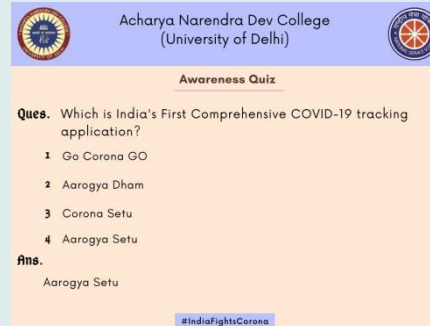 Acharya Narendra Dev College
(University of Delhi)
Awareness Quiz
Ques. Which is India's First Comprehensive COVID-19 tracking
application?
1 Go Corona GO
2 Aarogya Dham
3 Corona Setu
4 Aarogya Setu
Ans.
Aarogya Setu
#IndiaFightsCorona